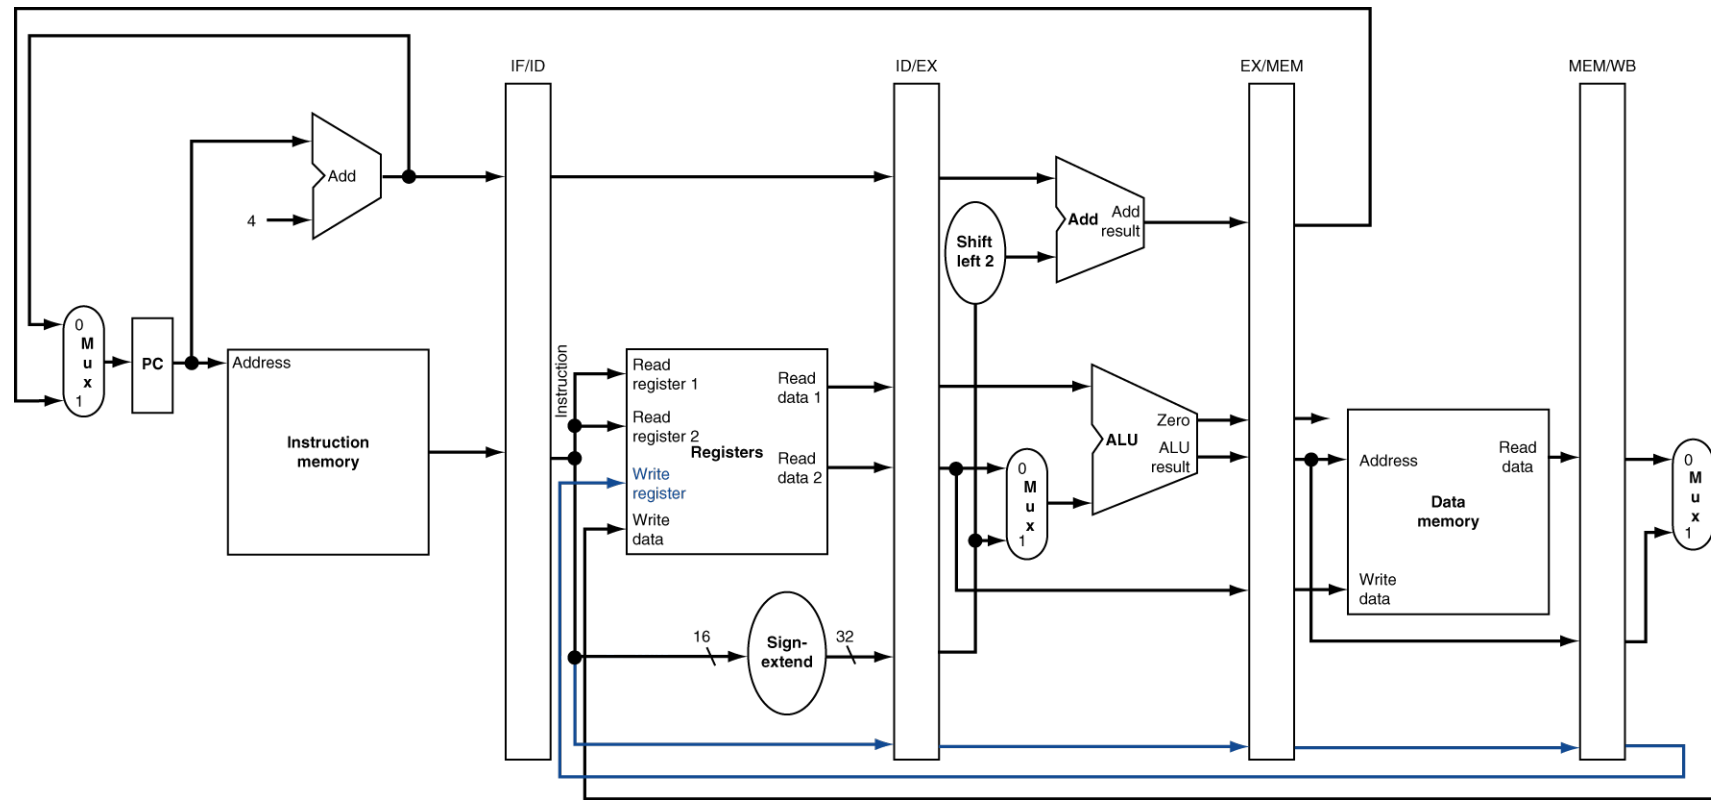 IF/ID
ID/EX
EX/MEM
MEM/WB
Add
4
Add
Add
result
Shift
left 2
0
M
u
x
1
PC
Address
Instruction
memory
Instruction
Read
register 1
Read
register 2
Write
register
Write
data
Registers
Read
data 1
Read
data 2
16
Sign-
extend
32
0
M
u
x
1
Zero
ALU
ALU
result
Address
Read
data
Data
memory
Write
data
0
M
u
x
1